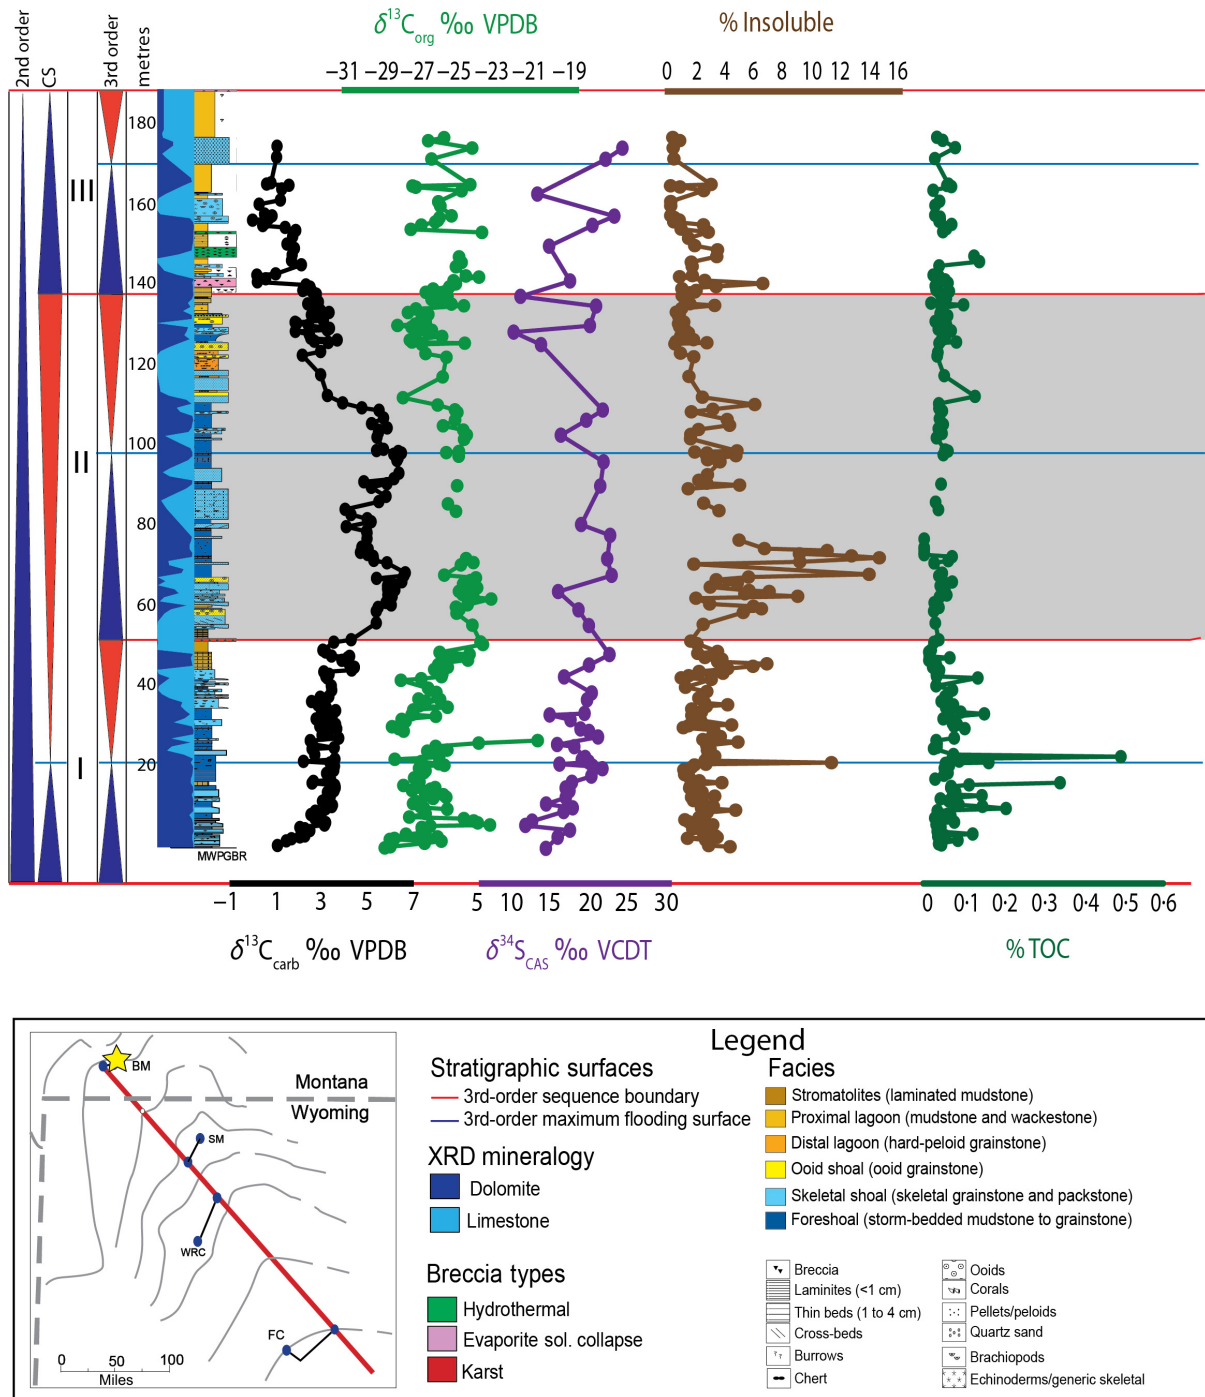 δ13Corg ‰ VPDB
% Insoluble
−31 −29 −27 −25 −23 −21 −19
0 2 4 6 8 10 12 14 16
2nd order
CS
3rd order
metres
180
III
160
140
120
100
II
80
60
40
I
20
MWPGBR
−1 1 3 5 7
5 10 15 20 25 30
0 0·1 0·2 0·3 0·4 0·5 0·6
δ13Ccarb ‰ VPDB
δ34SCAS ‰ VCDT
% TOC
Legend
BM
Montana
Wyoming
SM
WRC
FC
0 50 100
Miles
Stratigraphic surfaces
3rd-order sequence boundary
3rd-order maximum flooding surface
XRD mineralogy
Dolomite
Limestone
Breccia types
Hydrothermal
Evaporite sol. collapse
Karst
Facies
Stromatolites (laminated mudstone)
Proximal lagoon (mudstone and wackestone)
Distal lagoon (hard-peloid grainstone)
Ooid shoal (ooid grainstone)
Skeletal shoal (skeletal grainstone and packstone)
Foreshoal (storm-bedded mudstone to grainstone)
Breccia
Laminites (<1 cm)
Thin beds (1 to 4 cm)
Cross-beds
Burrows
Chert
Ooids
Corals
Pellets/peloids
Quartz sand
Brachiopods
Echinoderms/generic skeletal